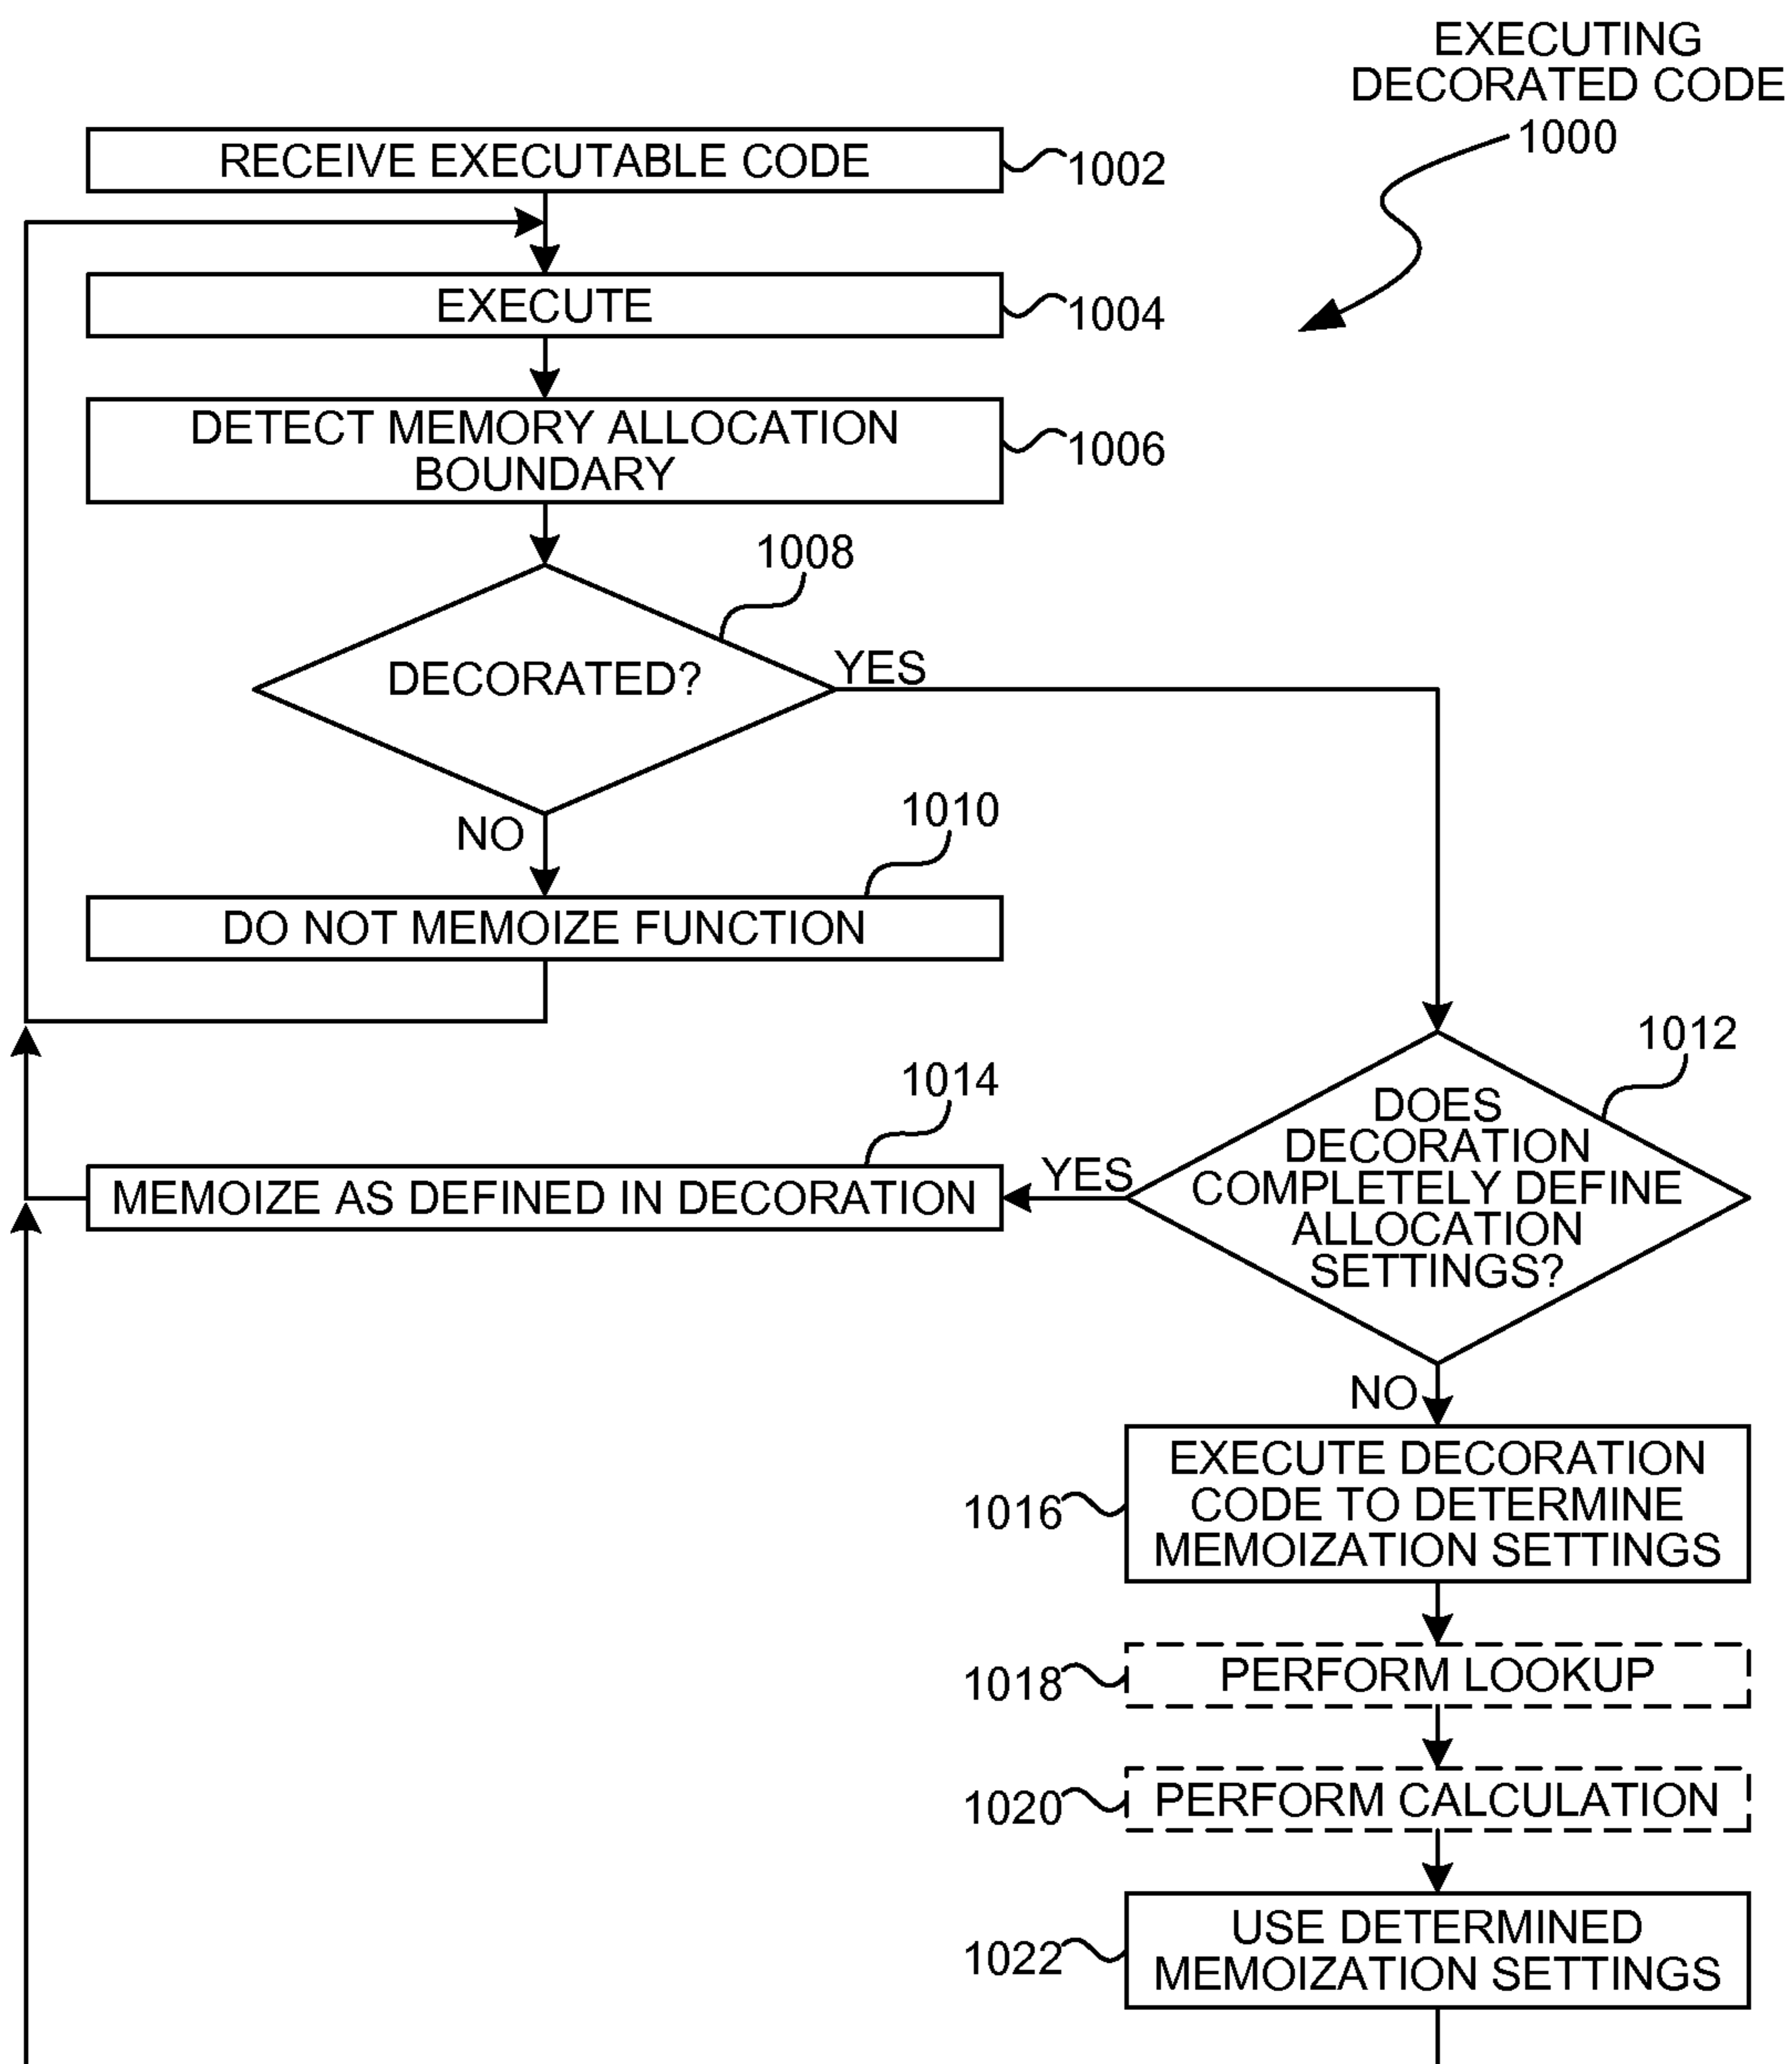 EXECUTING
DECORATED CODE
1000
RECEIVE EXECUTABLE CODE
1002
EXECUTE
1004
DETECT MEMORY ALLOCATION
BOUNDARY
1006
1008
DECORATED?
YES
NO
1010
DO NOT MEMOIZE FUNCTION
1012
DOES
DECORATION
COMPLETELY DEFINE
ALLOCATION
SETTINGS?
YES
1014
MEMOIZE AS DEFINED IN DECORATION
NO
EXECUTE DECORATION
CODE TO DETERMINE
MEMOIZATION SETTINGS
1016
PERFORM LOOKUP
1018
PERFORM CALCULATION
1020
USE DETERMINED
MEMOIZATION SETTINGS
1022